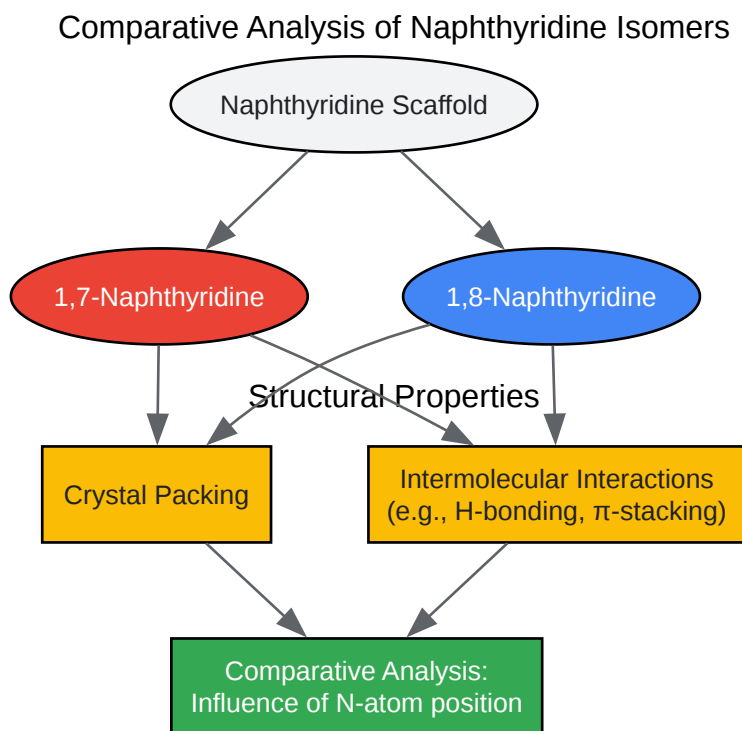 Comparative Analysis of Naphthyridine Isomers
Naphthyridine Scaffold
1,7-Naphthyridine
1,8-Naphthyridine
Structural Properties
Crystal Packing
Intermolecular Interactions
(e.g., H-bonding, π-stacking)
Comparative Analysis:
Influence of N-atom position